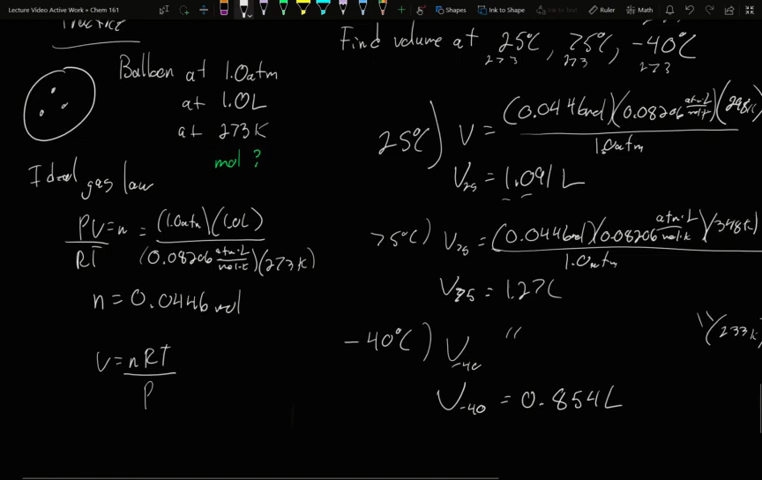 Lecture Video Active Work • Chem 161
Shapes
Ink to Shape
Ink to Text
Ruler
Math
Practice
Balloon at 1.0atm
at 1.0L
at 273K
mol ?
Ideal gas law
PV = n = (1.0atm)(1.0L)
RT (0.08206 atm·L/mol·K)(273K)
n = 0.0446 mol
V = nRT
P
Find volume at 25°C, 75°C, -40°C
273 273 273
25°C) V = (0.0446mol)(0.08206 atm·L/mol·K)(298K)
1.0atm
V₂₅ = 1.091 L
75°C) V₇₅ = (0.0446mol)(0.08206 atm·L/mol·K)(348K)
1.0atm
V₇₅ = 1.27L
-40°C) V₋₄₀ " "(233K
V₋₄₀ = 0.854L